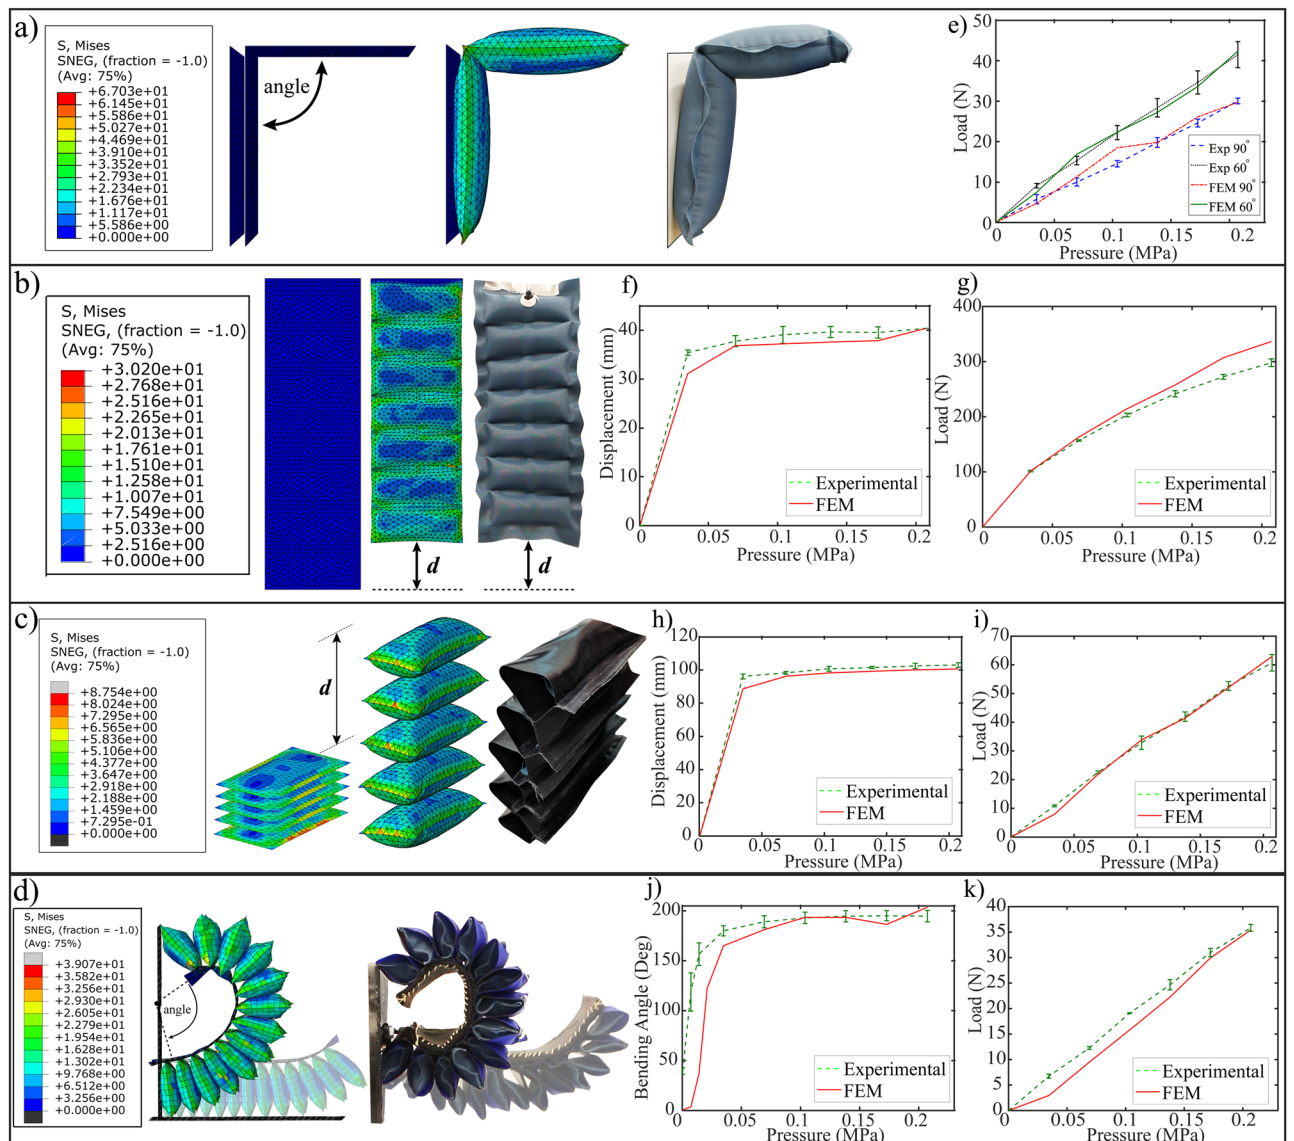 a)
S, Mises
SNEG, (fraction = -1.0)
(Avg: 75%)
+6.703e+01
+6.145e+01
+5.586e+01
+5.027e+01
+4.469e+01
+3.910e+01
+3.352e+01
+2.793e+01
+2.234e+01
+1.676e+01
+1.117e+01
+5.586e+00
+0.000e+00
angle
e)
50
40
30
20
10
0
Load (N)
Exp 90°
Exp 60°
FEM 90°
FEM 60°
0 0.05 0.1 0.15 0.2
Pressure (MPa)
b)
S, Mises
SNEG, (fraction = -1.0)
(Avg: 75%)
+3.020e+01
+2.768e+01
+2.516e+01
+2.265e+01
+2.013e+01
+1.761e+01
+1.510e+01
+1.258e+01
+1.007e+01
+7.549e+00
+5.033e+00
+2.516e+00
+0.000e+00
d
d
f)
40
30
20
10
0
Displacement (mm)
Experimental
FEM
0 0.05 0.1 0.15 0.2
Pressure (MPa)
g)
400
300
200
100
0
Load (N)
Experimental
FEM
0 0.05 0.1 0.15 0.2
Pressure (MPa)
c)
S, Mises
SNEG, (fraction = -1.0)
(Avg: 75%)
+8.754e+00
+8.024e+00
+7.295e+00
+6.565e+00
+5.836e+00
+5.106e+00
+4.377e+00
+3.647e+00
+2.918e+00
+2.188e+00
+1.459e+00
+7.295e-01
+0.000e+00
d
h)
120
100
80
60
40
20
0
Displacement (mm)
Experimental
FEM
0 0.05 0.1 0.15 0.2
Pressure (MPa)
i)
70
60
50
40
30
20
10
0
Load (N)
Experimental
FEM
0 0.05 0.1 0.15 0.2
Pressure (MPa)
d)
S, Mises
SNEG, (fraction = -1.0)
(Avg: 75%)
+3.907e+01
+3.582e+01
+3.256e+01
+2.930e+01
+2.605e+01
+2.279e+01
+1.954e+01
+1.628e+01
+1.302e+01
+9.768e+00
+6.512e+00
+3.256e+00
+0.000e+00
angle
j)
200
150
100
50
0
Bending Angle (Deg)
Experimental
FEM
0 0.05 0.1 0.15 0.2
Pressure (MPa)
k)
40
35
30
25
20
15
10
5
0
Load (N)
Experimental
FEM
0 0.05 0.1 0.15 0.2
Pressure (MPa)